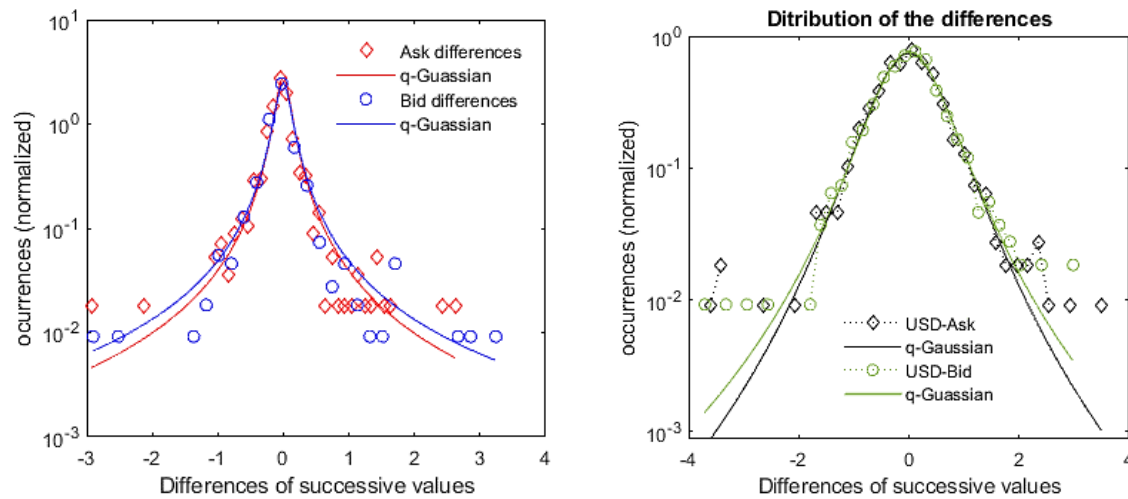 10^1
10^0
10^-1
10^-2
10^-3
ocurrences (normalized)
Ask differences
q-Guassian
Bid differences
q-Guassian
-3 -2 -1 0 1 2 3 4
Differences of successive values
Ditribution of the differences
10^0
10^-1
10^-2
10^-3
ocurrences (normalized)
USD-Ask
q-Gaussian
USD-Bid
q-Guassian
-4 -2 0 2 4
Differences of successive values